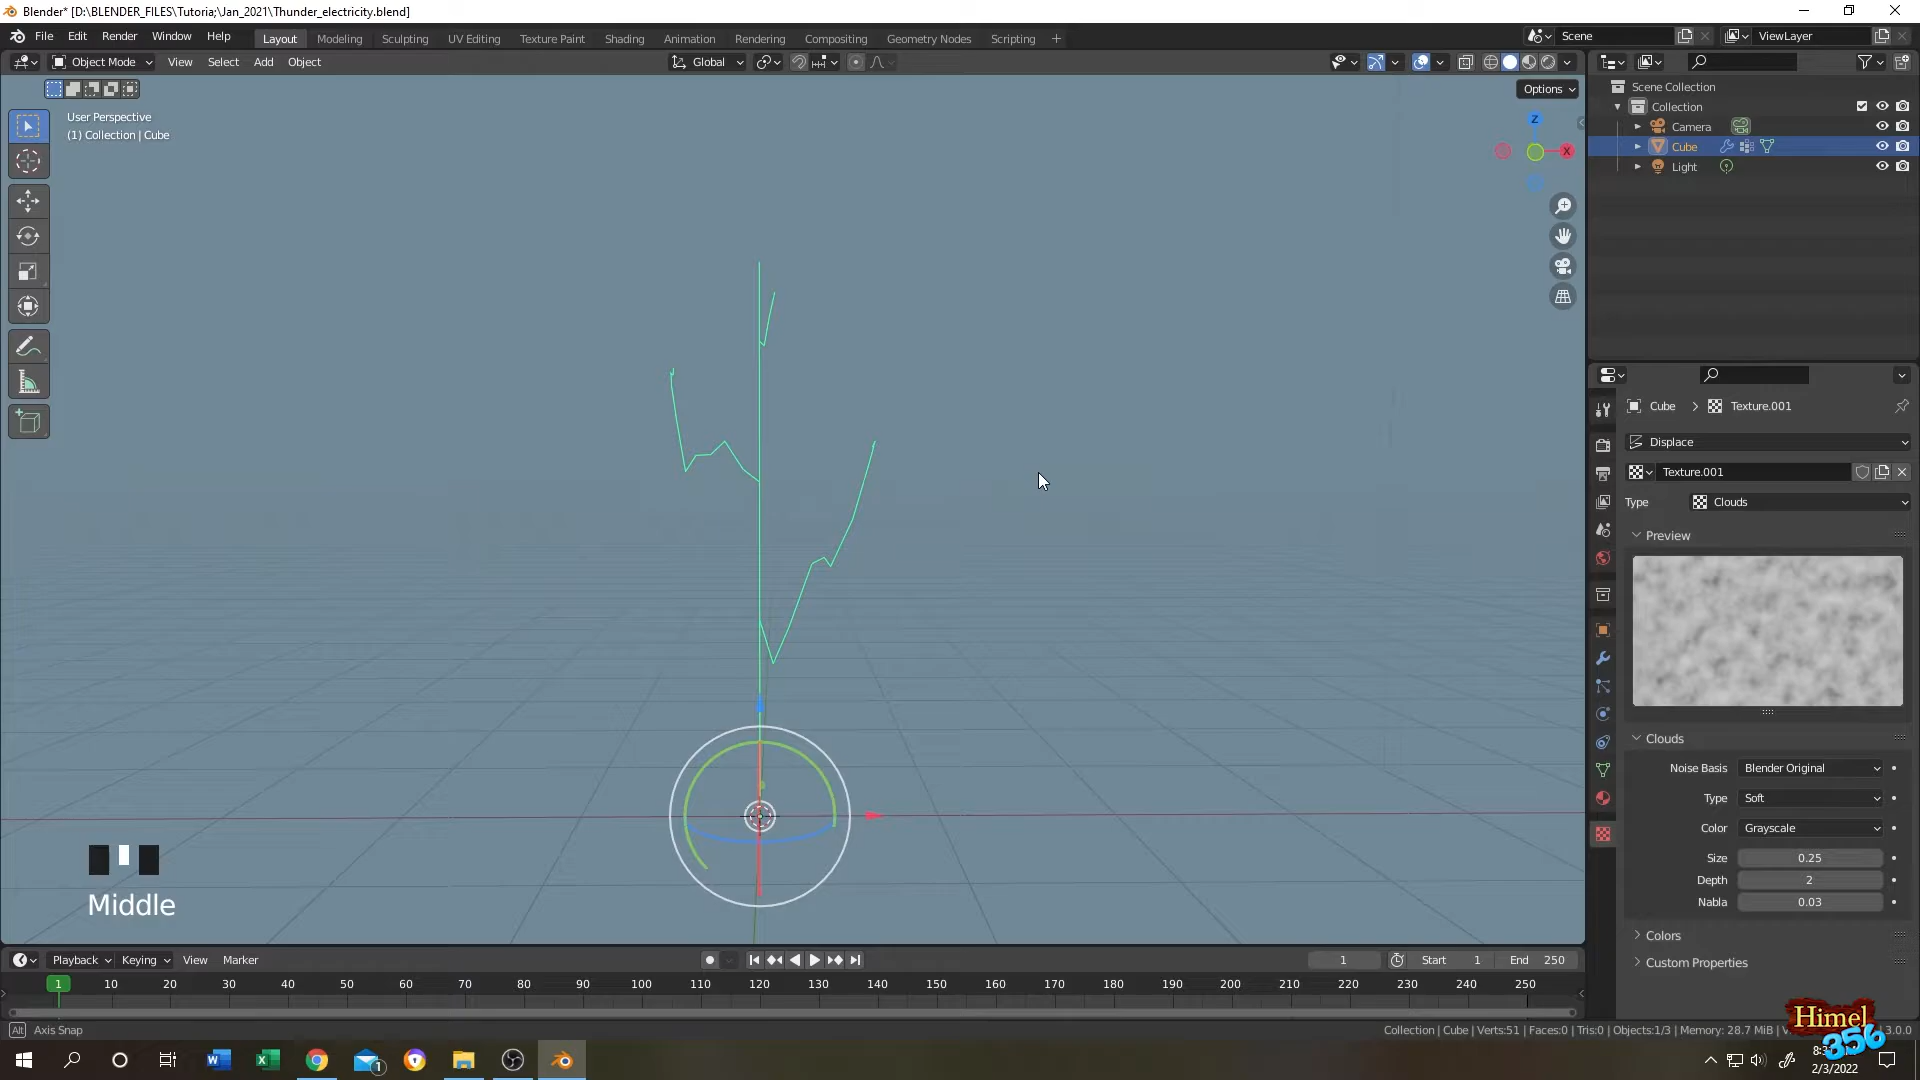 Blender* [D:\BLENDER_FILES\Tutoria;\Jan_2021\Thunder_electricity.blend]
File Edit Render Window Help Layout Modeling Sculpting UV Editing Texture Paint Shading Animation Rendering Compositing Geometry Nodes Scripting + Scene ViewLayer
Object Mode View Select Add Object Global
Options
User Perspective
(1) Collection | Cube
Z
X
Scene Collection
Collection
Camera
Cube
Light
Cube > Texture.001
Displace
Texture.001
Type Clouds
Preview
Clouds
Noise Basis Blender Original
Type Soft
Color Grayscale
Size 0.25
Depth 2
Nabla 0.03
Colors
Custom Properties
Middle
Playback Keying View Marker 1 Start 1 End 250
1 10 20 30 40 50 60 70 80 90 100 110 120 130 140 150 160 170 180 190 200 210 220 230 240 250
Alt Axis Snap
Collection | Cube | Verts:51 | Faces:0 | Tris:0 | Objects:1/3 | Memory: 28.7 MiB | 3.0.0
Himel
356
2/3/2022